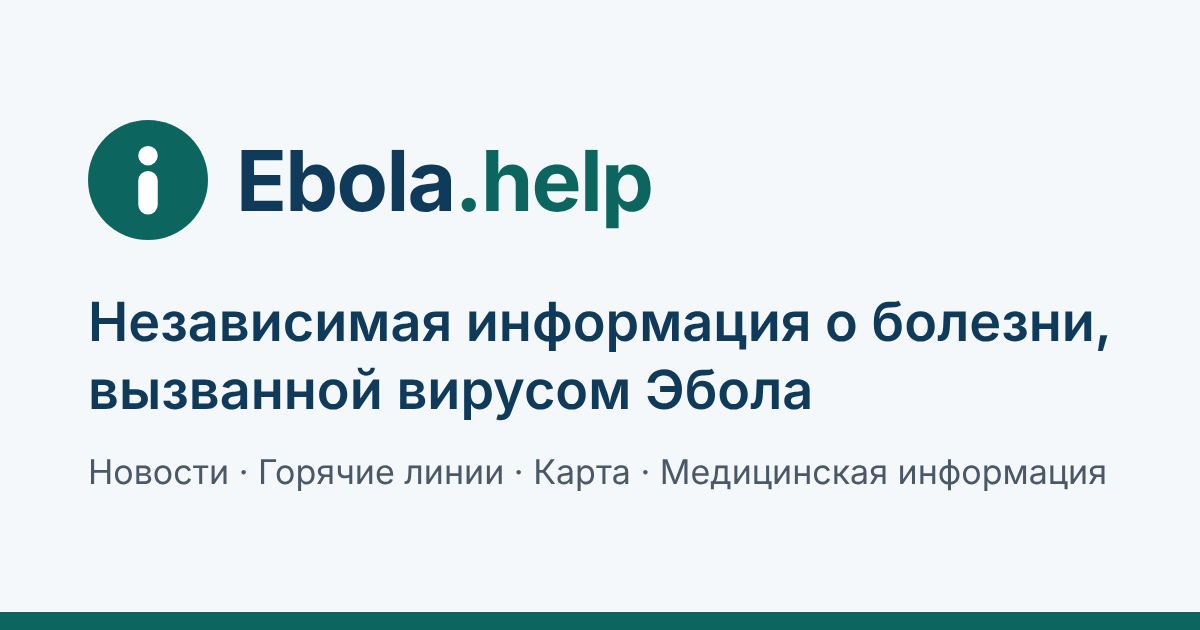 Ebola.help
Независимая информация о болезни,
вызванной вирусом Эбола
Новости · Горячие линии · Карта · Медицинская информация